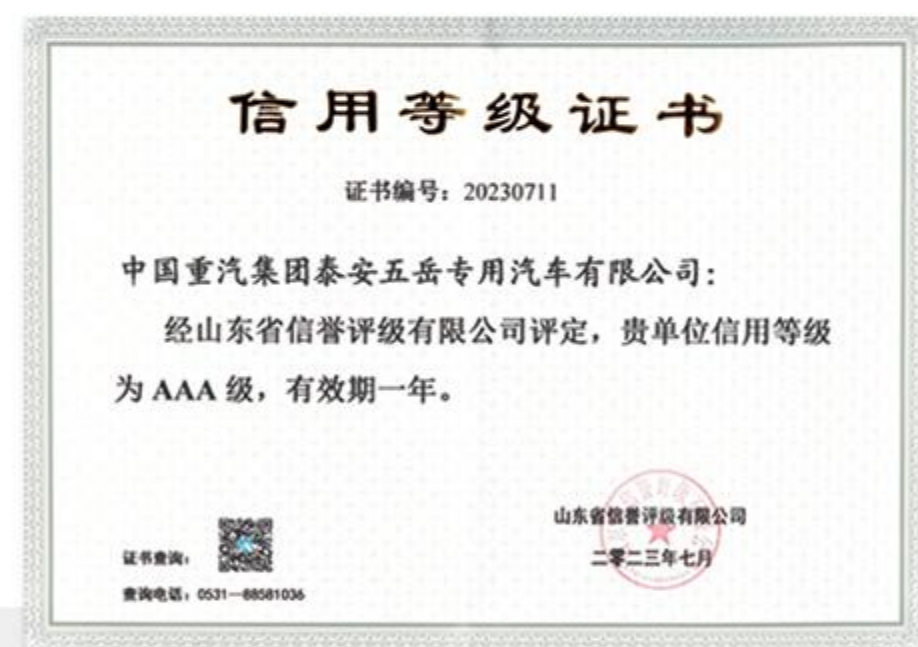 信用等级证书
证书编号：20230711
中国重汽集团泰安五岳专用汽车有限公司：
经山东省信誉评级有限公司评定，贵单位信用等级
为 AAA 级，有效期一年。
山东省信誉评级有限公司
二零二三年七月
证书查询：
查询电话：0531—88581036